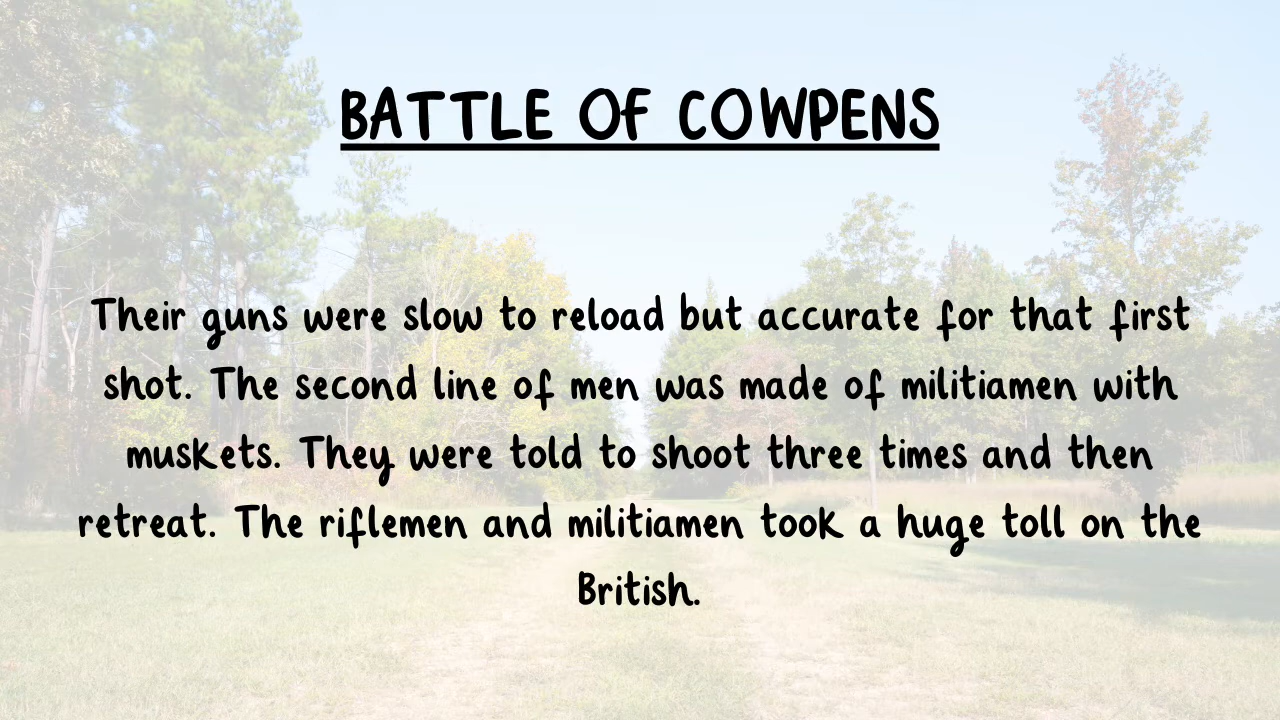 BATTLE OF COWPENS
Their guns were slow to reload but accurate for that first
shot. The second line of men was made of militiamen with
muskets. They were told to shoot three times and then
retreat. The riflemen and militiamen took a huge toll on the
British.